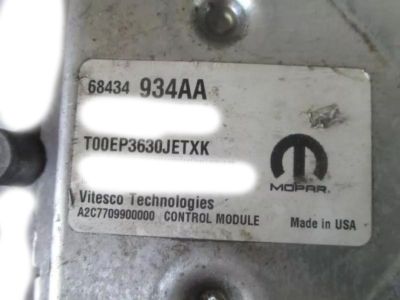 68434 934AA
T00EP3630JETXK
MOPAR
Vitesco Technologies
A2C7709900000 CONTROL MODULE Made in USA